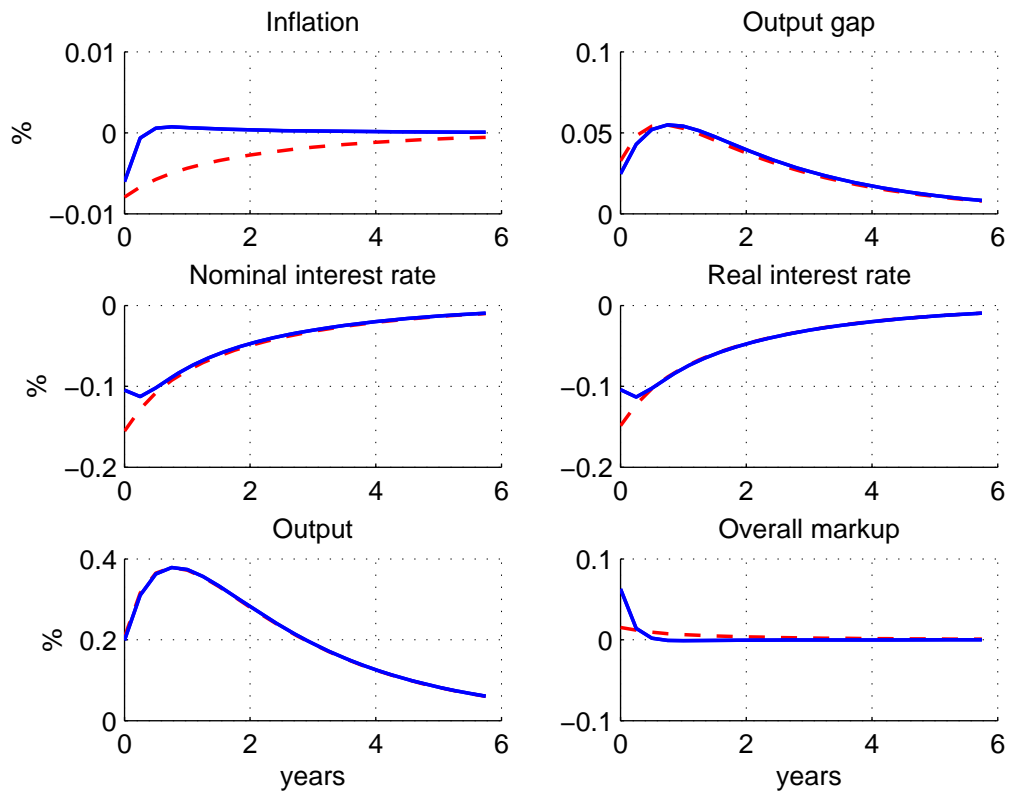 Inflation
Output gap
%
0.01
0
−0.01
0 2 4 6
0.1
0.05
0
0 2 4 6
Nominal interest rate
Real interest rate
%
0
−0.1
−0.2
0 2 4 6
0
−0.1
−0.2
0 2 4 6
Output
Overall markup
%
0.4
0.2
0
0 2 4 6
years
0.1
0
−0.1
0 2 4 6
years